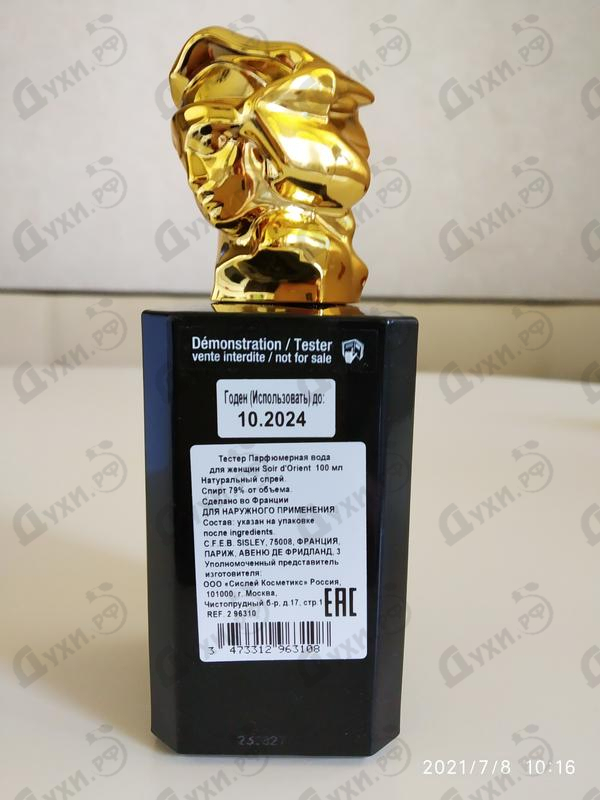 Démonstration / Tester
vente interdite / not for sale
Годен (Использовать) до:
10.2024
Тестер Парфюмерная вода
для женщин Soir d'Orient 100 мл
Натуральный спрей.
Спирт 79% от объема.
Сделано во Франции
ДЛЯ НАРУЖНОГО ПРИМЕНЕНИЯ
Состав: указан на упаковке
после ingredients.
C.F.E.B. SISLEY, 75008, ФРАНЦИЯ,
ПАРИЖ, АВЕНЮ ДЕ ФРИДЛАНД, 3
Уполномоченный представитель
изготовителя:
ООО «Сислей Косметикс» Россия,
101000, г. Москва,
Чистопрудный б-р, д.17, стр.1
REF. 2 96310
EAC
3 473312 963108
2021/7/8 10:16
Духи.рф